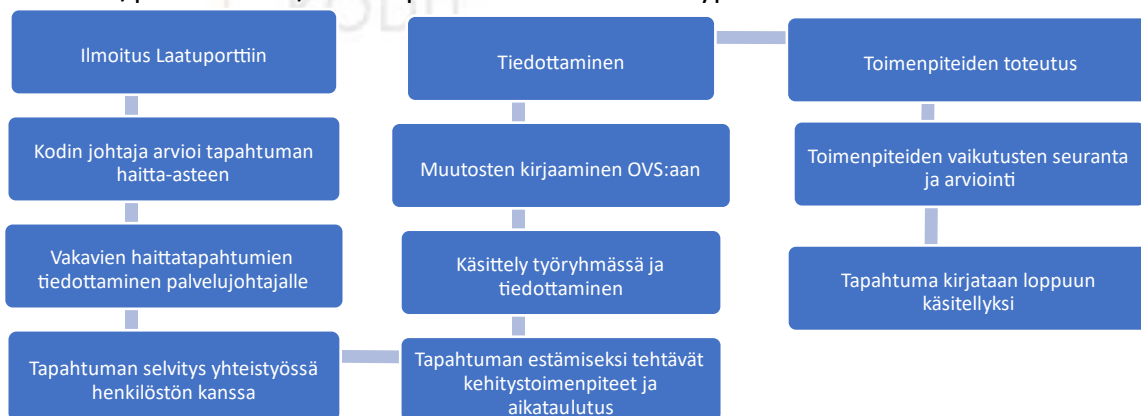 Ilmoitus Laatuporttiin
Kodin johtaja arvioi tapahtuman
haitta-asteen
Vakavien haittatapahtumien
tiedottaminen palvelujohtajalle
Tapahtuman selvitys yhteistyössä
henkilöstön kanssa
Tapahtuman estämiseksi tehtävät
kehitystoimenpiteet ja
aikataulutus
Käsittely työryhmässä ja
tiedottaminen
Muutosten kirjaaminen OVS:aan
Tiedottaminen
Toimenpiteiden toteutus
Toimenpiteiden vaikutusten seuranta
ja arviointi
Tapahtuma kirjataan loppuun
käsitellyksi